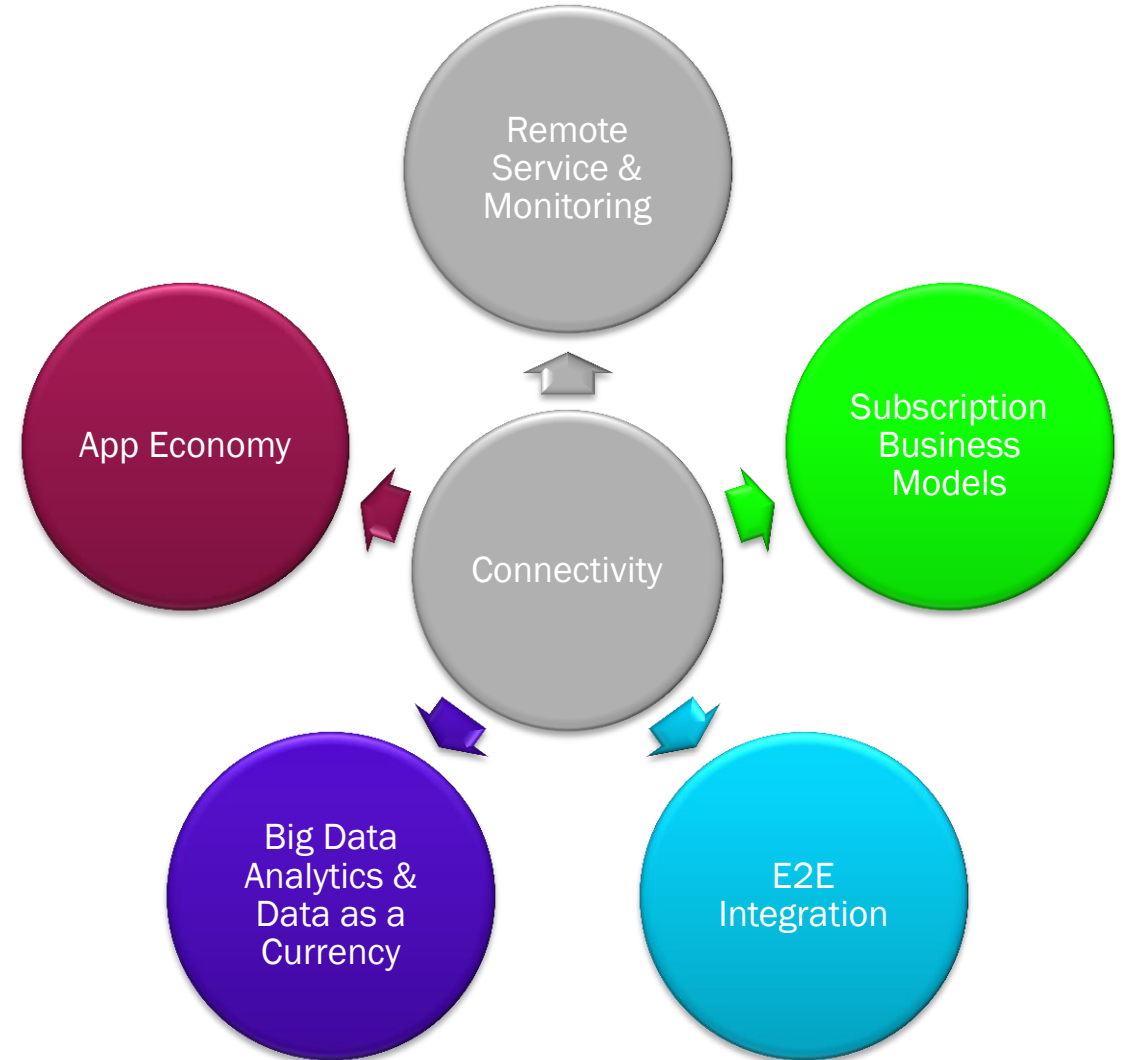 Remote
Service &
Monitoring
App Economy
Subscription
Business
Models
Connectivity
Big Data
Analytics &
Data as a
Currency
E2E
Integration